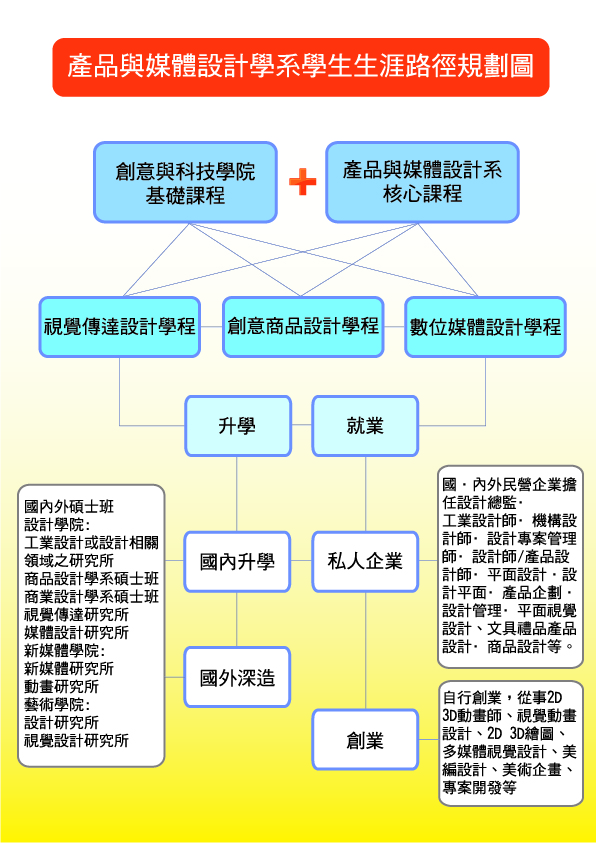 產品與媒體設計學系學生生涯路徑規劃圖
創意與科技學院
基礎課程
產品與媒體設計系
核心課程
視覺傳達設計學程
創意商品設計學程
數位媒體設計學程
升學
就業
國內外碩士班
設計學院:
工業設計或設計相關
領域之研究所
商品設計學系碩士班
商業設計學系碩士班
視覺傳達研究所
媒體設計研究所
新媒體學院:
新媒體研究所
動畫研究所
藝術學院:
設計研究所
視覺設計研究所
國內升學
國外深造
私人企業
創業
國．內外民營企業擔
任設計總監．
工業設計師．機構設
計師．設計專案管理
師．設計師/產品設
計師．平面設計．設
計平面．產品企劃．
設計管理．平面視覺
設計、文具禮品產品
設計．商品設計等。
自行創業，從事2D
3D動畫師、視覺動畫
設計、2D 3D繪圖、
多媒體視覺設計、美
編設計、美術企畫、
專案開發等